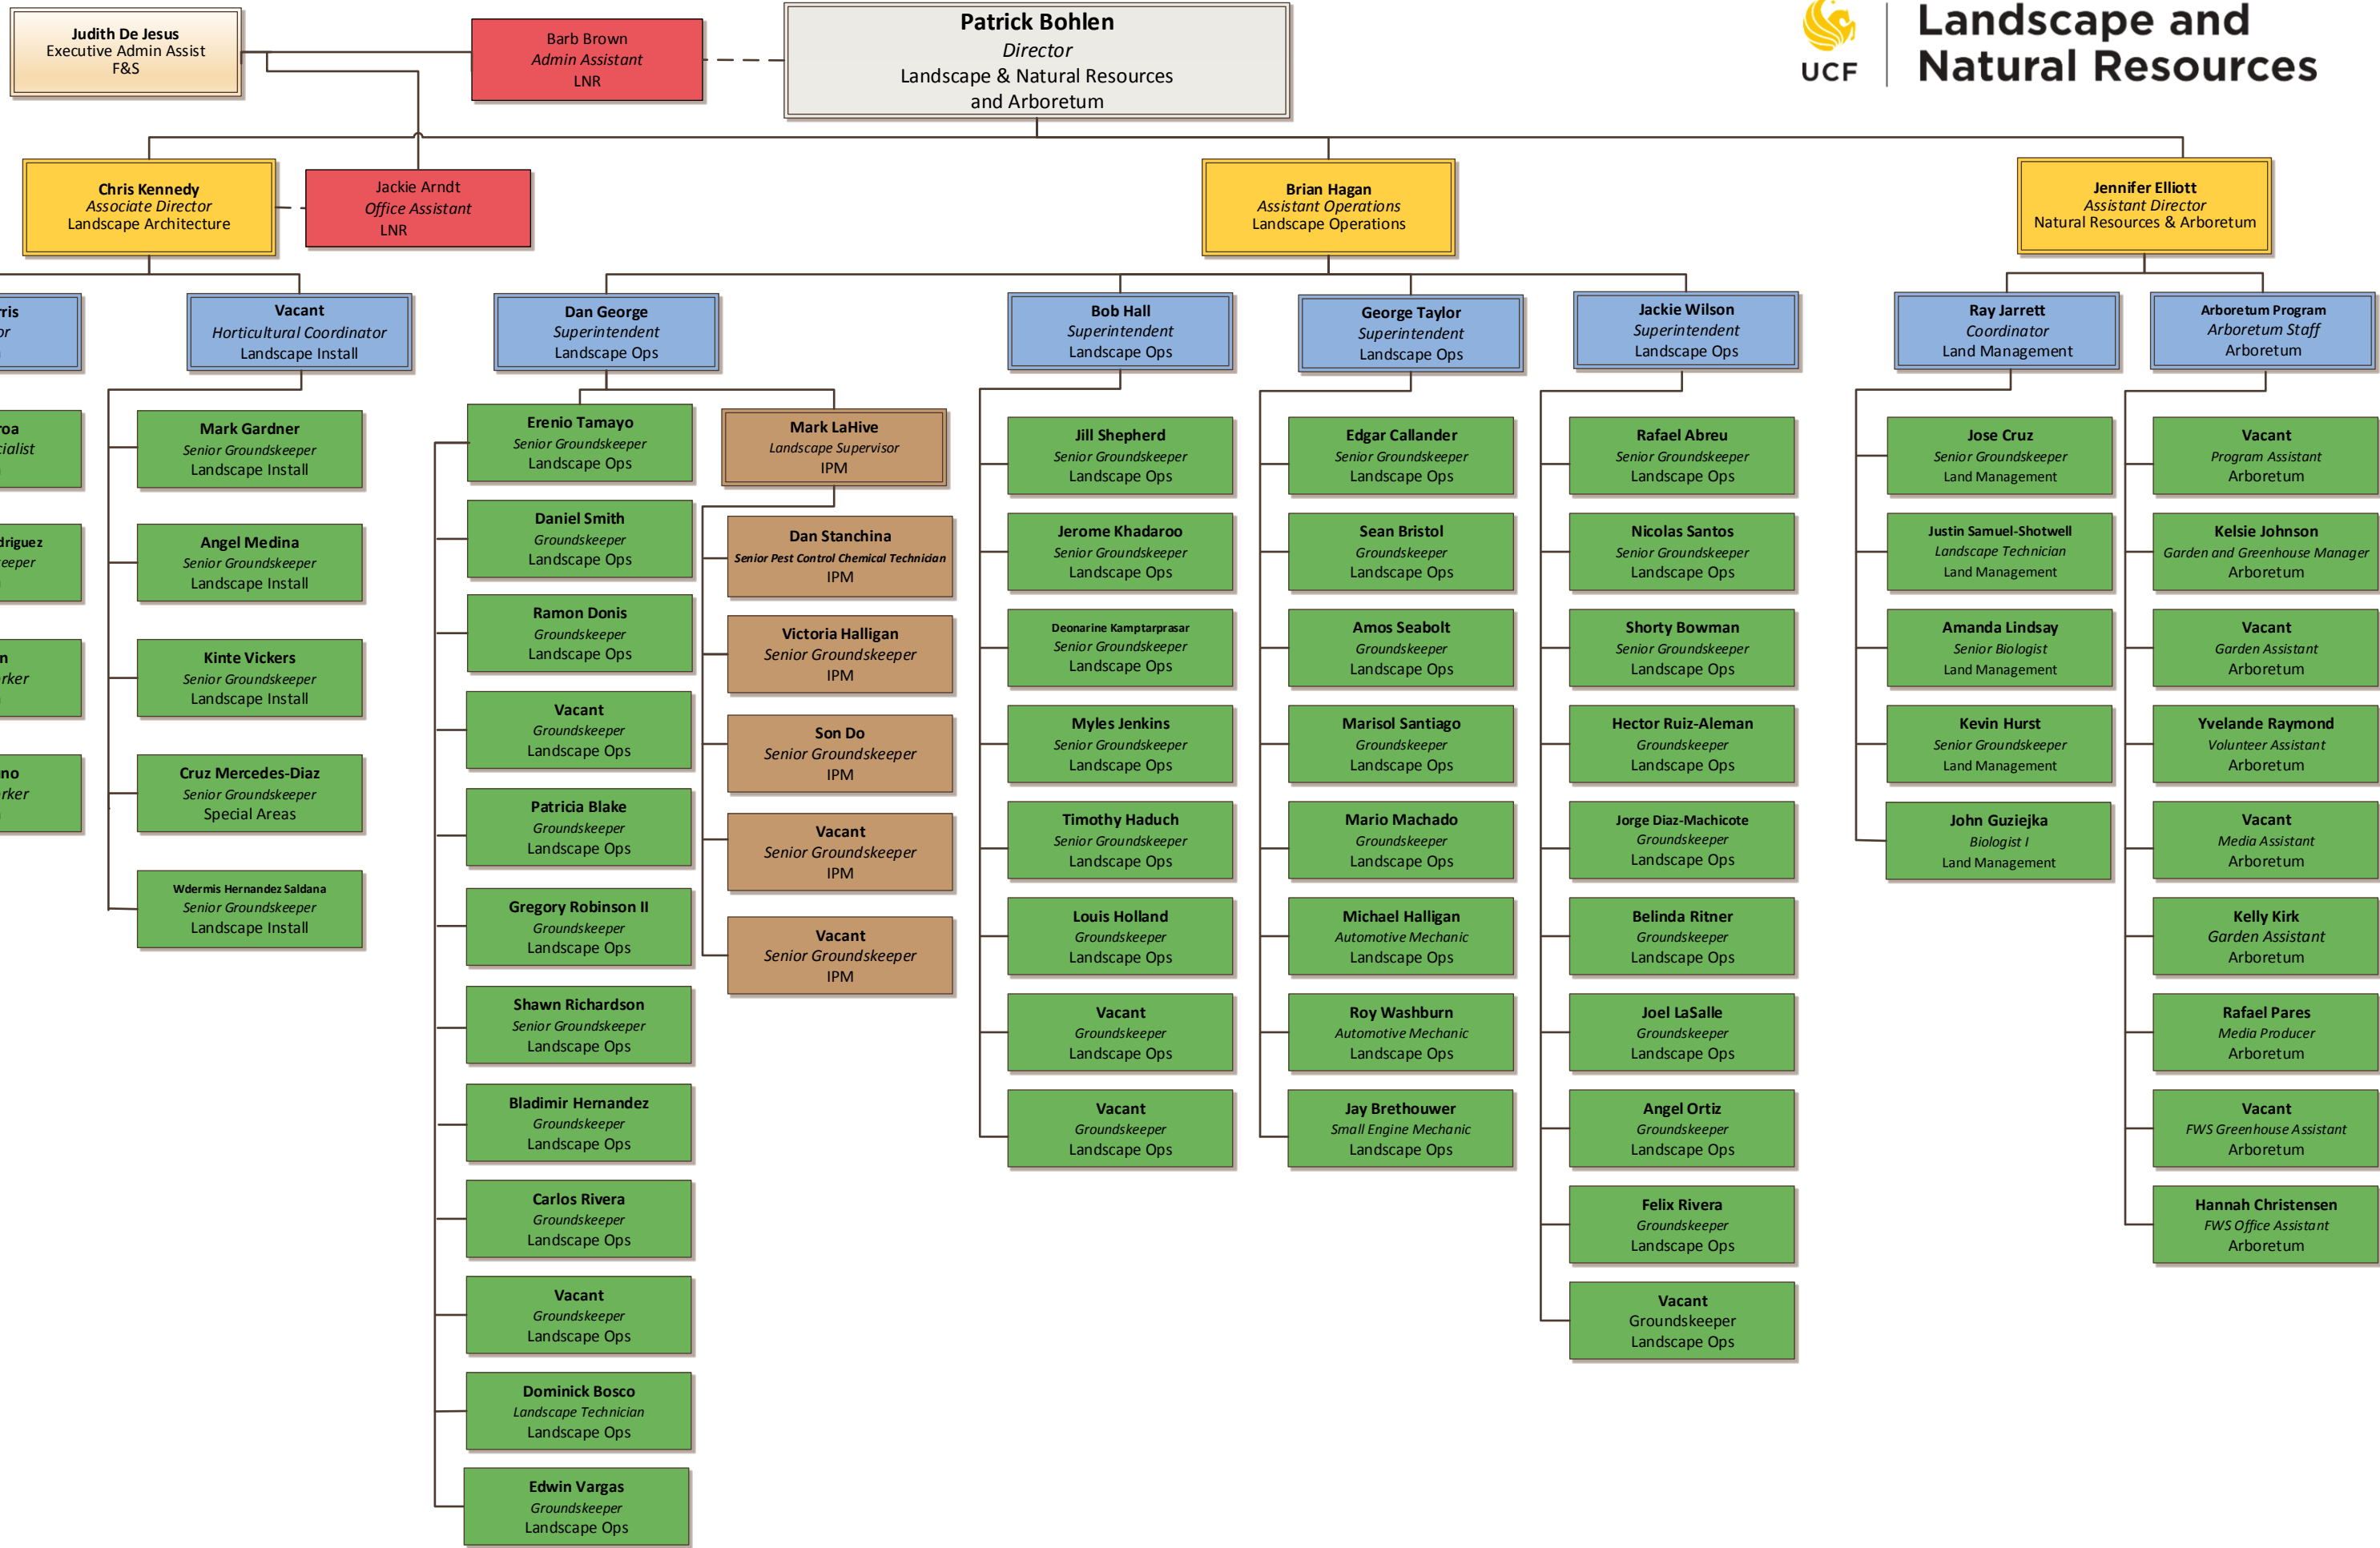 Judith De Jesus
Executive Admin Assist
F&S
Barb Brown
Admin Assistant
LNR
Patrick Bohlen
Director
Landscape & Natural Resources
and Arboretum
UCF
Landscape and
Natural Resources
Chris Kennedy
Associate Director
Landscape Architecture
Jackie Arndt
Office Assistant
LNR
Brian Hagan
Assistant Operations
Landscape Operations
Jennifer Elliott
Assistant Director
Natural Resources & Arboretum
Vacant
Horticultural Coordinator
Landscape Install
Mark Gardner
Senior Groundskeeper
Landscape Install
Angel Medina
Senior Groundskeeper
Landscape Install
Kinte Vickers
Senior Groundskeeper
Landscape Install
Cruz Mercedes-Diaz
Senior Groundskeeper
Special Areas
Wdermis Hernandez Saldana
Senior Groundskeeper
Landscape Install
Dan George
Superintendent
Landscape Ops
Erenio Tamayo
Senior Groundskeeper
Landscape Ops
Daniel Smith
Groundskeeper
Landscape Ops
Ramon Donis
Groundskeeper
Landscape Ops
Vacant
Groundskeeper
Landscape Ops
Patricia Blake
Groundskeeper
Landscape Ops
Gregory Robinson II
Groundskeeper
Landscape Ops
Shawn Richardson
Senior Groundskeeper
Landscape Ops
Bladimir Hernandez
Groundskeeper
Landscape Ops
Carlos Rivera
Groundskeeper
Landscape Ops
Vacant
Groundskeeper
Landscape Ops
Dominick Bosco
Landscape Technician
Landscape Ops
Edwin Vargas
Groundskeeper
Landscape Ops
Mark LaHive
Landscape Supervisor
IPM
Dan Stanchina
Senior Pest Control Chemical Technician
IPM
Victoria Halligan
Senior Groundskeeper
IPM
Son Do
Senior Groundskeeper
IPM
Vacant
Senior Groundskeeper
IPM
Vacant
Senior Groundskeeper
IPM
Bob Hall
Superintendent
Landscape Ops
Jill Shepherd
Senior Groundskeeper
Landscape Ops
Jerome Khadaroo
Senior Groundskeeper
Landscape Ops
Deonarine Kamptarprasar
Senior Groundskeeper
Landscape Ops
Myles Jenkins
Senior Groundskeeper
Landscape Ops
Timothy Haduch
Senior Groundskeeper
Landscape Ops
Louis Holland
Groundskeeper
Landscape Ops
Vacant
Groundskeeper
Landscape Ops
Vacant
Groundskeeper
Landscape Ops
George Taylor
Superintendent
Landscape Ops
Edgar Callander
Senior Groundskeeper
Landscape Ops
Sean Bristol
Groundskeeper
Landscape Ops
Amos Seabolt
Groundskeeper
Landscape Ops
Marisol Santiago
Groundskeeper
Landscape Ops
Mario Machado
Groundskeeper
Landscape Ops
Michael Halligan
Automotive Mechanic
Landscape Ops
Roy Washburn
Automotive Mechanic
Landscape Ops
Jay Brethouwer
Small Engine Mechanic
Landscape Ops
Jackie Wilson
Superintendent
Landscape Ops
Rafael Abreu
Senior Groundskeeper
Landscape Ops
Nicolas Santos
Senior Groundskeeper
Landscape Ops
Shorty Bowman
Senior Groundskeeper
Landscape Ops
Hector Ruiz-Aleman
Groundskeeper
Landscape Ops
Jorge Diaz-Machicote
Groundskeeper
Landscape Ops
Belinda Ritner
Groundskeeper
Landscape Ops
Joel LaSalle
Groundskeeper
Landscape Ops
Angel Ortiz
Groundskeeper
Landscape Ops
Felix Rivera
Groundskeeper
Landscape Ops
Vacant
Groundskeeper
Landscape Ops
Ray Jarrett
Coordinator
Land Management
Jose Cruz
Senior Groundskeeper
Land Management
Justin Samuel-Shotwell
Landscape Technician
Land Management
Amanda Lindsay
Senior Biologist
Land Management
Kevin Hurst
Senior Groundskeeper
Land Management
John Guziejka
Biologist I
Land Management
Arboretum Program
Arboretum Staff
Arboretum
Vacant
Program Assistant
Arboretum
Kelsie Johnson
Garden and Greenhouse Manager
Arboretum
Vacant
Garden Assistant
Arboretum
Yvelande Raymond
Volunteer Assistant
Arboretum
Vacant
Media Assistant
Arboretum
Kelly Kirk
Garden Assistant
Arboretum
Rafael Pares
Media Producer
Arboretum
Vacant
FWS Greenhouse Assistant
Arboretum
Hannah Christensen
FWS Office Assistant
Arboretum